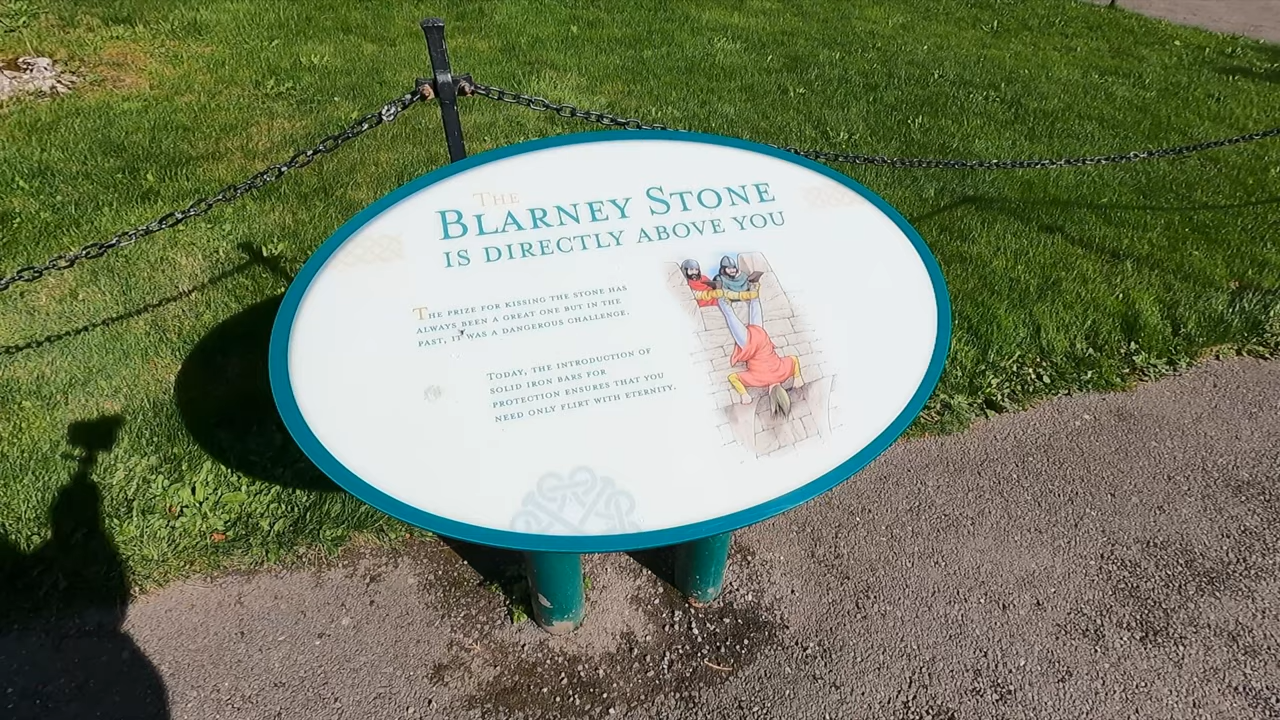 The
Blarney Stone
is directly above you
The prize for kissing the stone has
always been a great one but in the
past, it was a dangerous challenge.
Today, the introduction of
solid iron bars for
protection ensures that you
need only flirt with eternity.